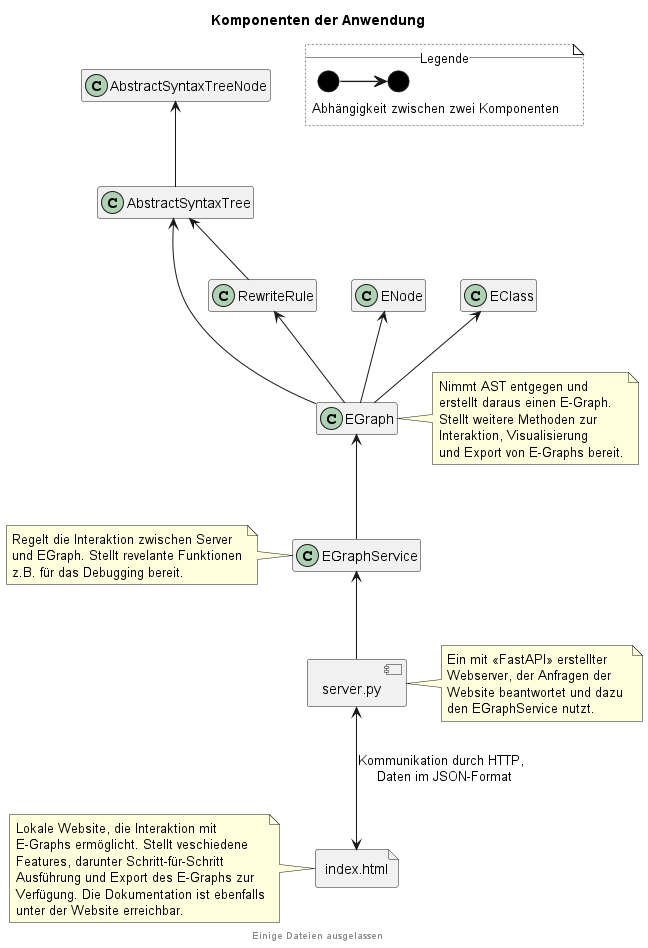 Komponenten der Anwendung
Legende
Abhängigkeit zwischen zwei Komponenten
C AbstractSyntaxTreeNode
C AbstractSyntaxTree
C RewriteRule
C ENode
C EClass
C EGraph
Nimmt AST entgegen und
erstellt daraus einen E-Graph.
Stellt weitere Methoden zur
Interaktion, Visualisierung
und Export von E-Graphs bereit.
Regelt die Interaktion zwischen Server
und EGraph. Stellt revelante Funktionen
z.B. für das Debugging bereit.
C EGraphService
server.py
Ein mit «FastAPI» erstellter
Webserver, der Anfragen der
Website beantwortet und dazu
den EGraphService nutzt.
Kommunikation durch HTTP,
Daten im JSON-Format
Lokale Website, die Interaktion mit
E-Graphs ermöglicht. Stellt veschiedene
Features, darunter Schritt-für-Schritt
Ausführung und Export des E-Graphs zur
Verfügung. Die Dokumentation ist ebenfalls
unter der Website erreichbar.
index.html
Einige Dateien ausgelassen